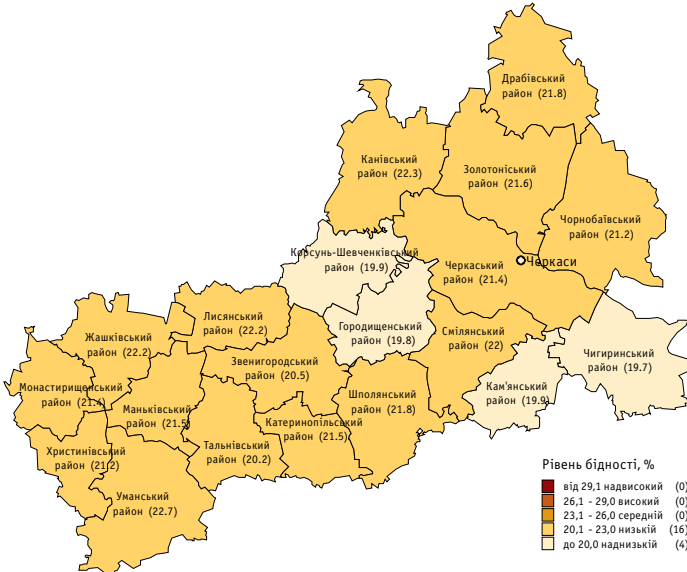 Драбівський
район (21.8)
Канівський
район (22.3)
Золотоніський
район (21.6)
Чорнобаївський
район (21.2)
Корсунь-Шевченківський
район (19.9)
Черкаський
район (21.4)
Черкаси
Лисянський
район (22.2)
Городищенський
район (19.8)
Смілянський
район (22)
Жашківський
район (22.2)
Звенигородський
район (20.5)
Чигиринський
район (19.7)
Монастирищенський
район (21.4)
Маньківський
район (21.5)
Шполянський
район (21.8)
Кам'янський
район (19.9)
Катеринопільський
район (21.5)
Тальнівський
район (20.2)
Христинівський
район (21.2)
Уманський
район (22.7)
Рівень бідності, %
від 29,1 надвисокий (0)
26,1 - 29,0 високий (0)
23,1 - 26,0 середній (0)
20,1 - 23,0 низькій (16)
до 20,0 наднизькій (4)